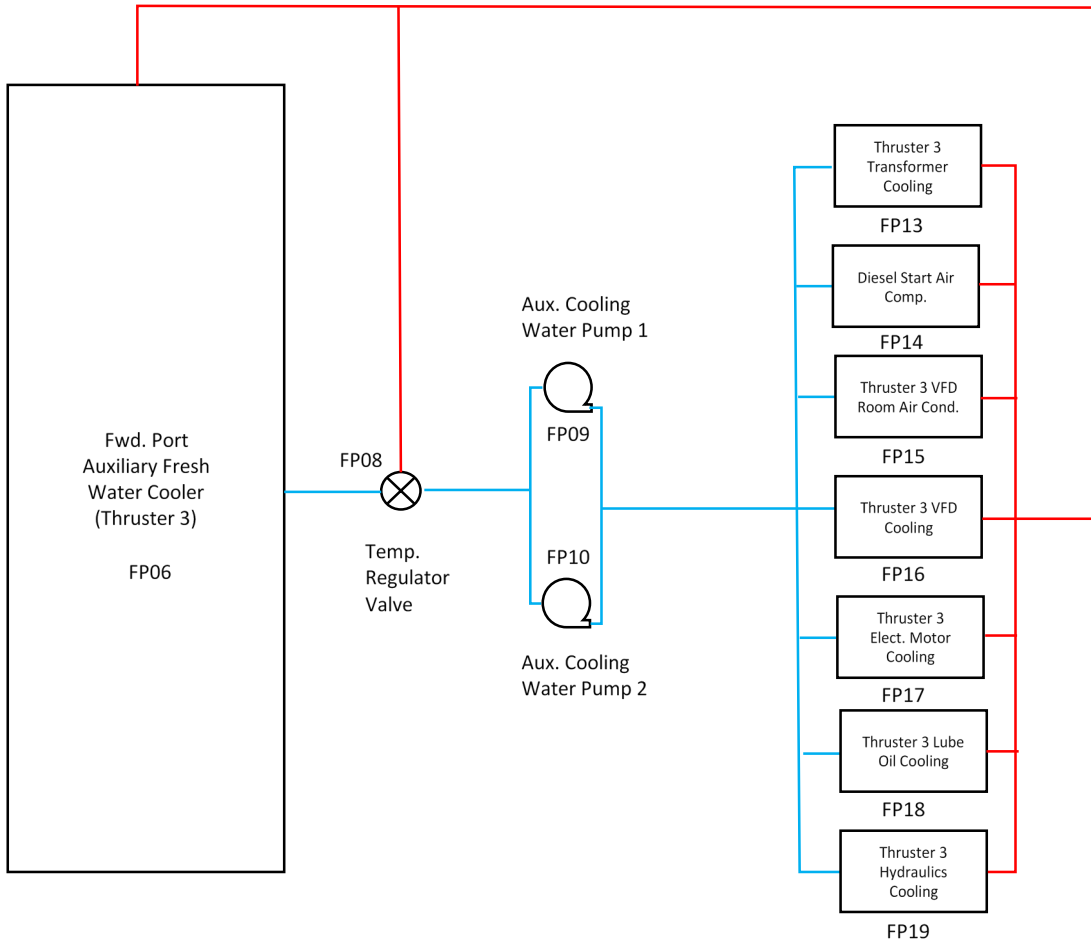 Fwd. Port
Auxiliary Fresh
Water Cooler
(Thruster 3)
FP06
FP08
Temp.
Regulator
Valve
Aux. Cooling
Water Pump 1
FP09
FP10
Aux. Cooling
Water Pump 2
Thruster 3
Transformer
Cooling
FP13
Diesel Start Air
Comp.
FP14
Thruster 3 VFD
Room Air Cond.
FP15
Thruster 3 VFD
Cooling
FP16
Thruster 3
Elect. Motor
Cooling
FP17
Thruster 3 Lube
Oil Cooling
FP18
Thruster 3
Hydraulics
Cooling
FP19